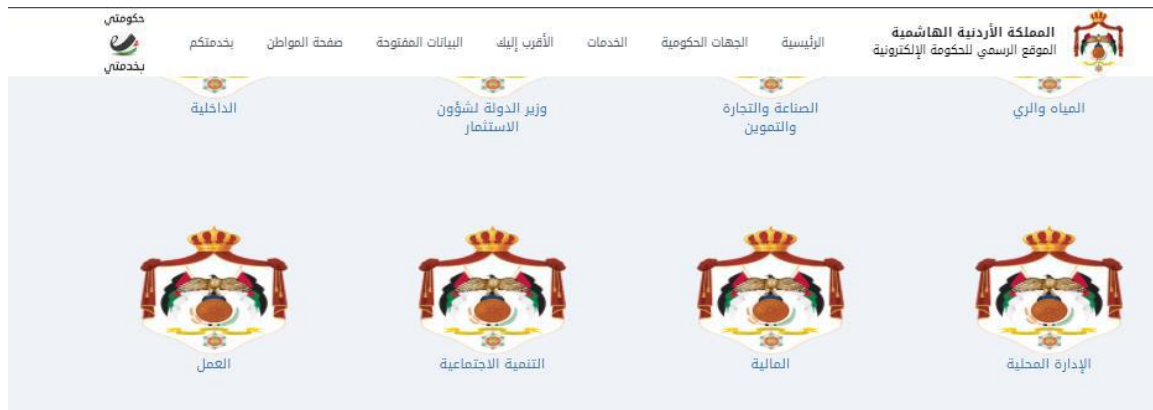 المملكة الأردنية الهاشمية
الموقع الرسمي للحكومة الإلكترونية
الرئيسية
الجهات الحكومية
الخدمات
الأقرب إليك
البيانات المفتوحة
صفحة المواطن
بخدمتكم
حكومتي
بخدمتي
المياه والري
الصناعة والتجارة
والتموين
وزير الدولة لشؤون
الاستثمار
الداخلية
الإدارة المحلية
المالية
التنمية الاجتماعية
العمل